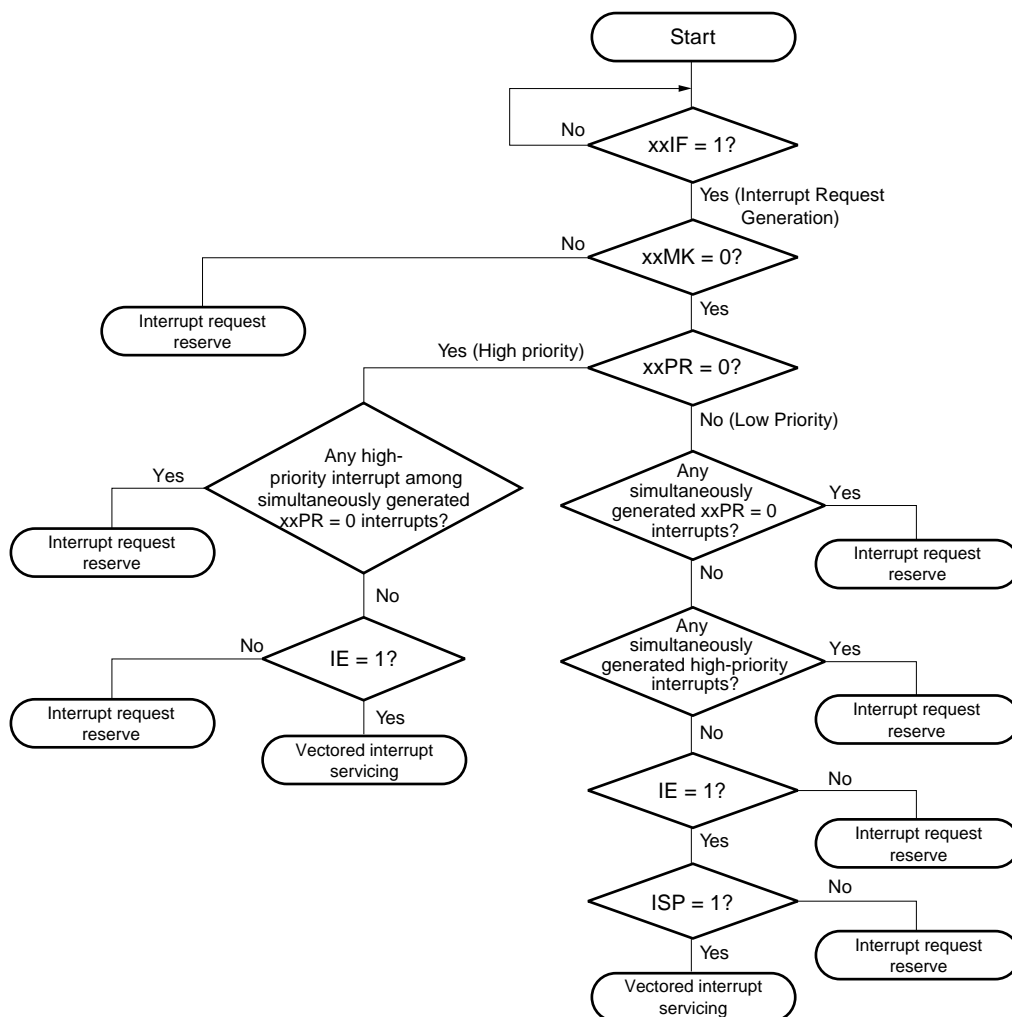 Start
No
xxIF = 1?
Yes (Interrupt Request
Generation)
No
xxMK = 0?
Interrupt request
reserve
Yes
Yes (High priority)
xxPR = 0?
No (Low Priority)
Any high-
priority interrupt among
simultaneously generated
xxPR = 0 interrupts?
Yes
Interrupt request
reserve
Any
simultaneously
generated xxPR = 0
interrupts?
Yes
Interrupt request
reserve
No
No
IE = 1?
No
Interrupt request
reserve
Yes
Vectored interrupt
servicing
Any
simultaneously
generated high-priority
interrupts?
Yes
Interrupt request
reserve
No
IE = 1?
No
Interrupt request
reserve
Yes
ISP = 1?
No
Interrupt request
reserve
Yes
Vectored interrupt
servicing